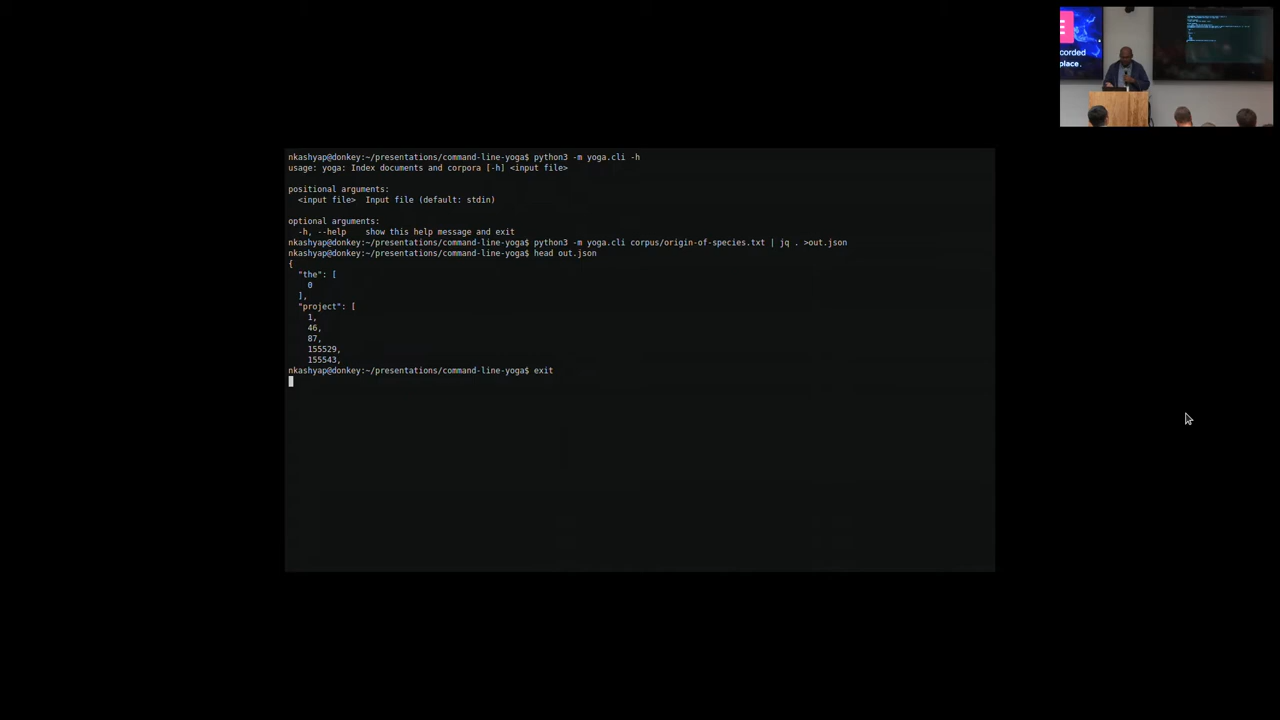 corded
place.
nkashyap@donkey:~/presentations/command-line-yoga$ python3 -m yoga.cli -h
usage: yoga: Index documents and corpora [-h] <input file>
positional arguments:
<input file>  Input file (default: stdin)
optional arguments:
-h, --help    show this help message and exit
nkashyap@donkey:~/presentations/command-line-yoga$ python3 -m yoga.cli corpus/origin-of-species.txt | jq . >out.json
nkashyap@donkey:~/presentations/command-line-yoga$ head out.json
{
"the": [
0
],
"project": [
1,
46,
87,
155529,
155543,
nkashyap@donkey:~/presentations/command-line-yoga$ exit